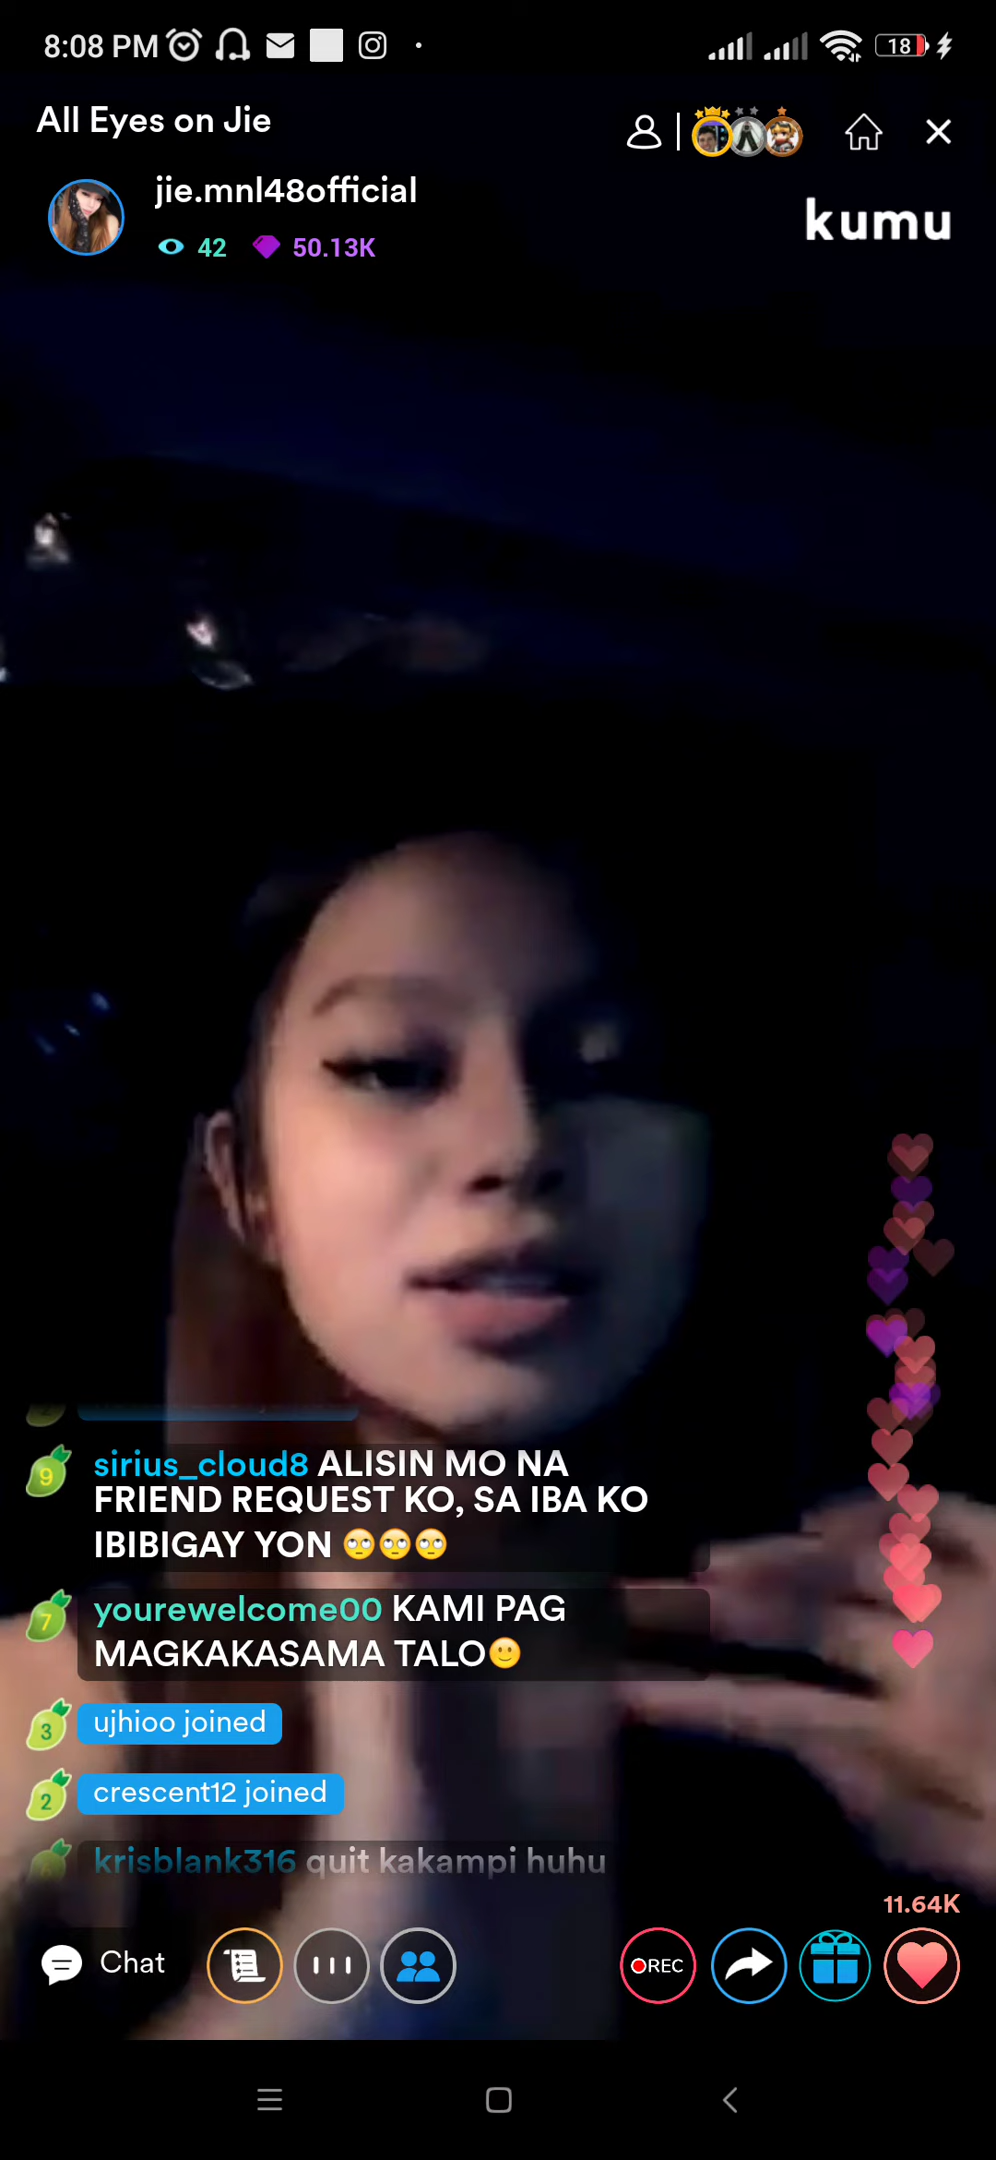 8:08 PM
18
All Eyes on Jie
jie.mnl48official
42 50.13K
kumu
9 sirius_cloud8 ALISIN MO NA
FRIEND REQUEST KO, SA IBA KO
IBIBIGAY YON 🙄🙄🙄
7 yourewelcome00 KAMI PAG
MAGKAKASAMA TALO🙂
3 ujhioo joined
2 crescent12 joined
krisblank316 quit kakampi huhu
11.64K
Chat
REC